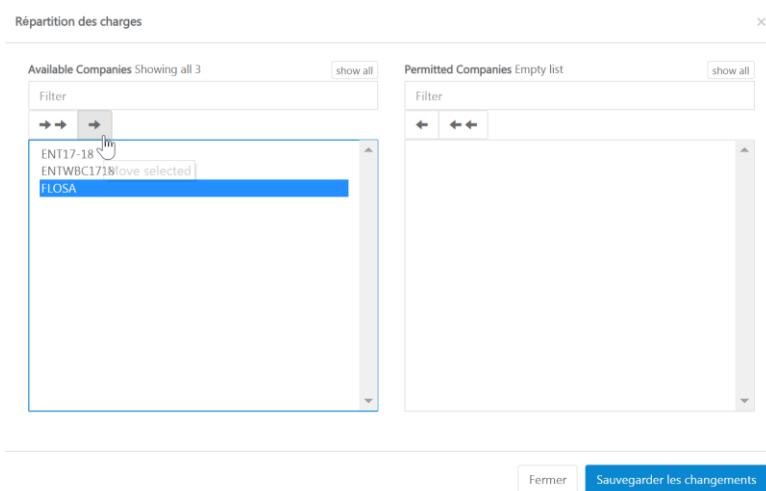 Répartition des charges
×
Available Companies Showing all 3 show all
Filter
ENT17-18
ENTWBC1718
Move selected
FLOSA
Permitted Companies Empty list show all
Filter
Fermer Sauvegarder les changements